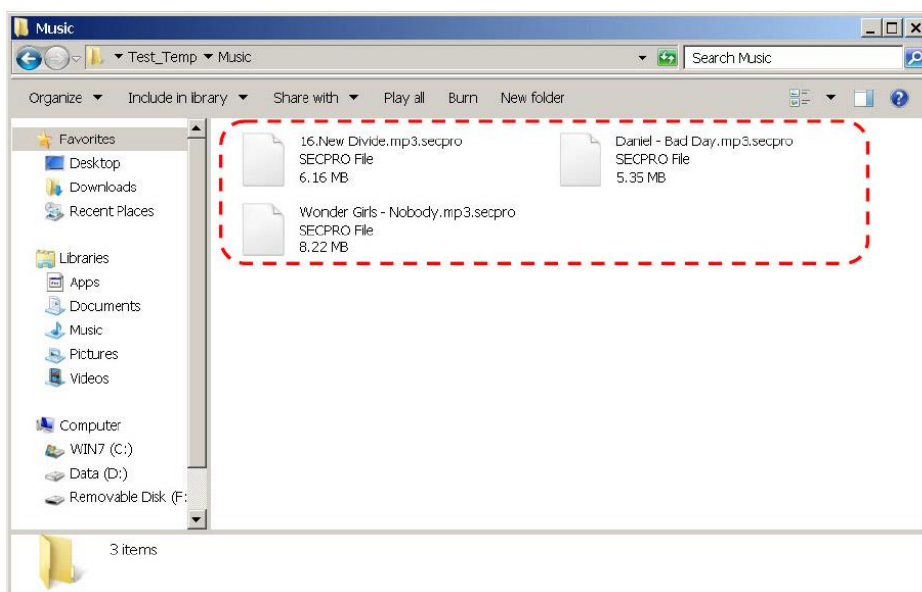 Music
Test_Temp Music
Search Music
Organize Include in library Share with Play all Burn New folder
Favorites
Desktop
Downloads
Recent Places
Libraries
Apps
Documents
Music
Pictures
Videos
Computer
WIN7 (C:)
Data (D:)
Removable Disk (F:
16.New Divide.mp3.secpro
SECPRO File
6.16 MB
Daniel - Bad Day.mp3.secpro
SECPRO File
5.35 MB
Wonder Girls - Nobody.mp3.secpro
SECPRO File
8.22 MB
3 items